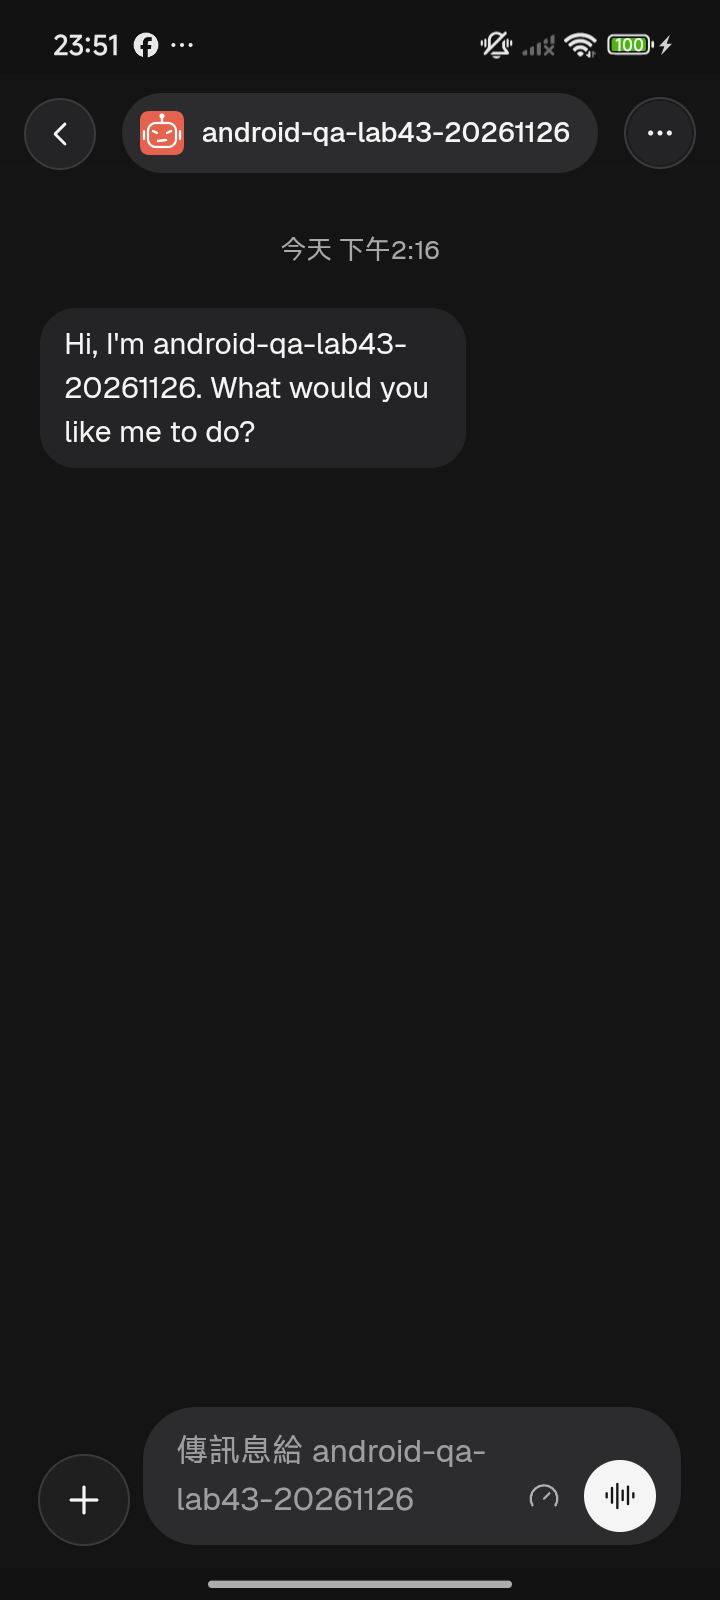 23:51
100
android-qa-lab43-20261126
今天 下午2:16
Hi, I'm android-qa-lab43-
20261126. What would you
like me to do?
傳訊息給 android-qa-
lab43-20261126